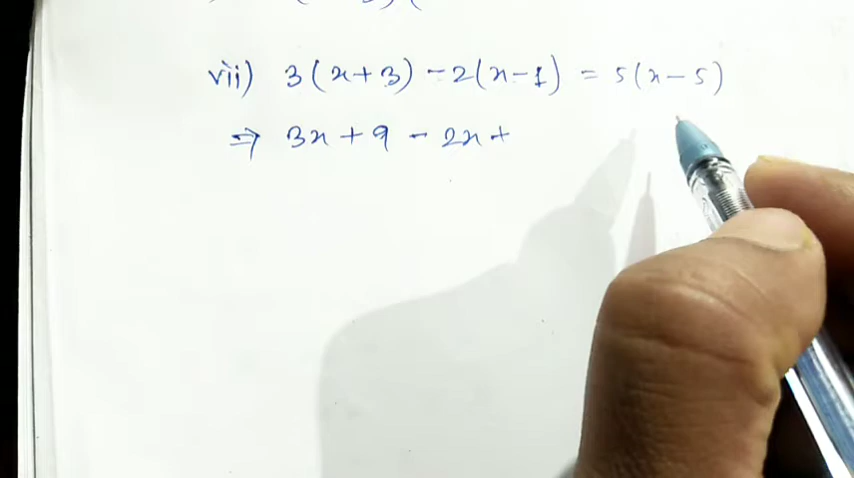 vii) 3(x+3) - 2(x-1) = 5(x-5)
⇒ 3x + 9 - 2x +